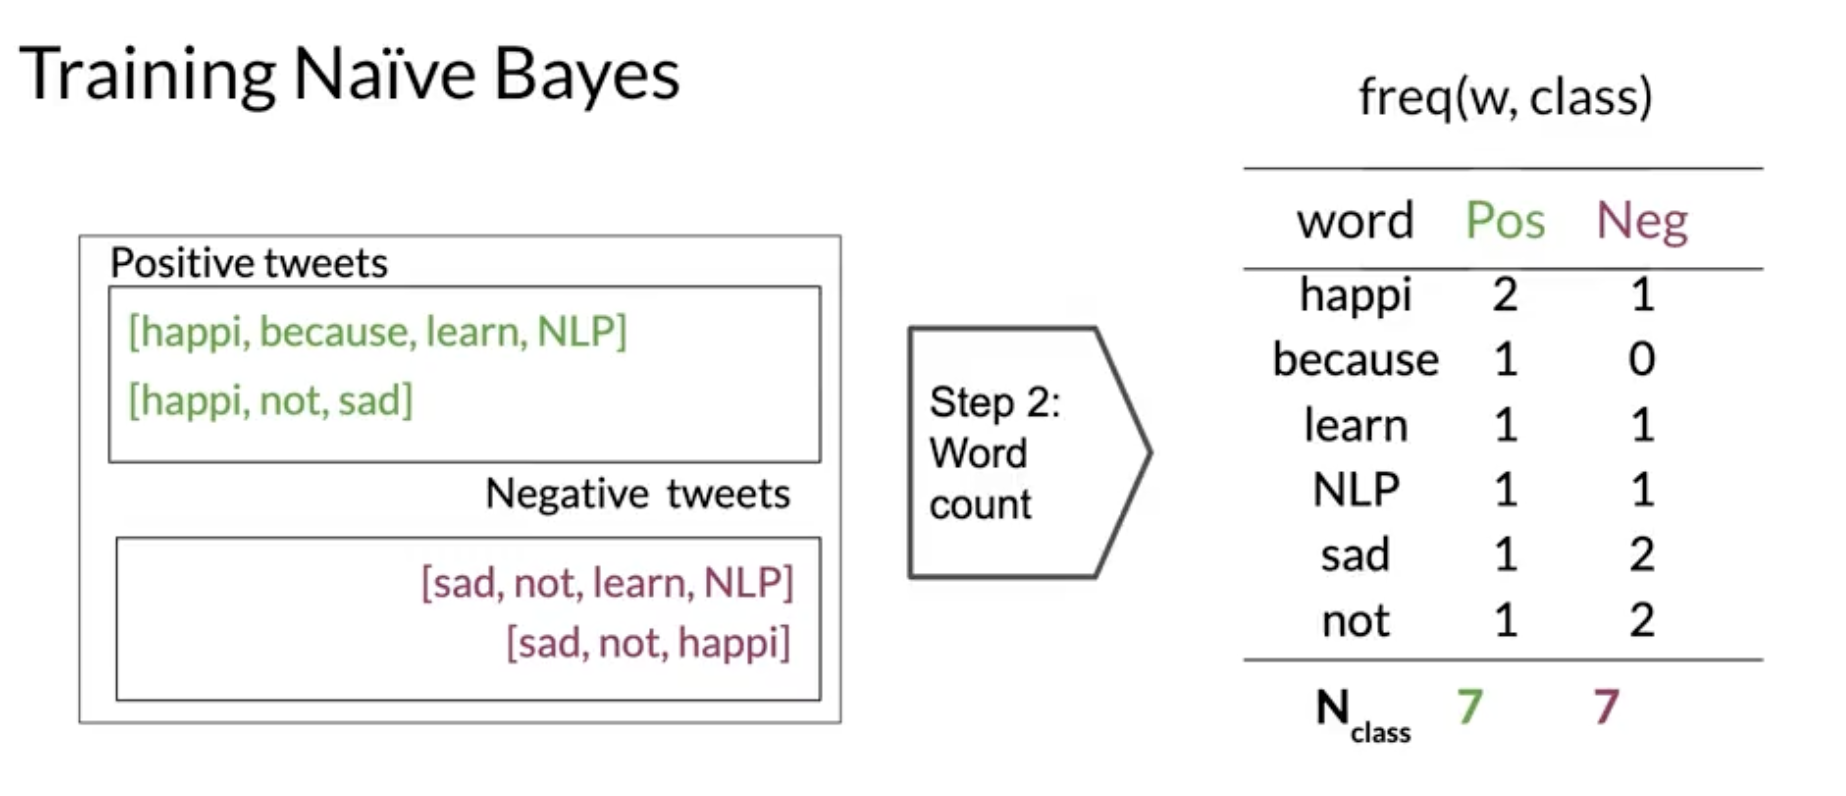 Training Naïve Bayes
Positive tweets
[happi, because, learn, NLP]
[happi, not, sad]
Negative tweets
[sad, not, learn, NLP]
[sad, not, happi]
Step 2:
Word
count
freq(w, class)
word Pos Neg
happi 2 1
because 1 0
learn 1 1
NLP 1 1
sad 1 2
not 1 2
Nclass 7 7